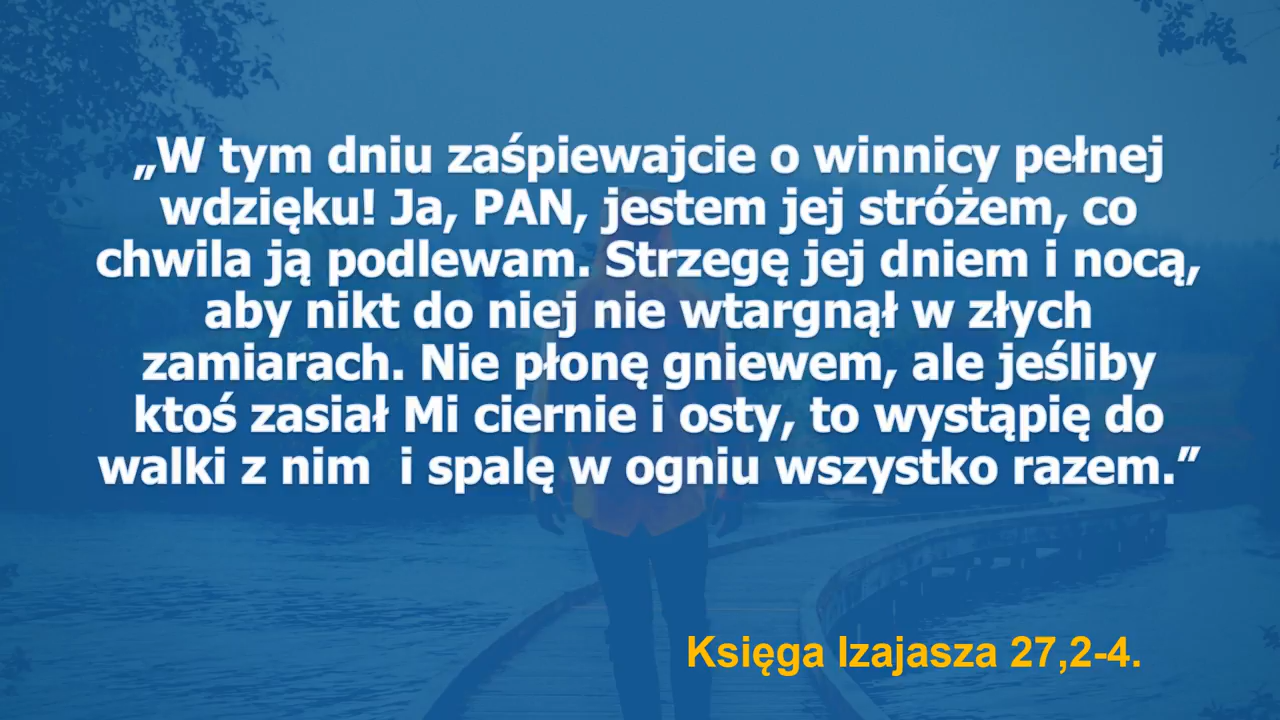 „W tym dniu zaśpiewajcie o winnicy pełnej
wdzięku! Ja, PAN, jestem jej stróżem, co
chwila ją podlewam. Strzegę jej dniem i nocą,
aby nikt do niej nie wtargnął w złych
zamiarach. Nie płonę gniewem, ale jeśliby
ktoś zasiał Mi ciernie i osty, to wystąpię do
walki z nim  i spalę w ogniu wszystko razem.”
Księga Izajasza 27,2-4.